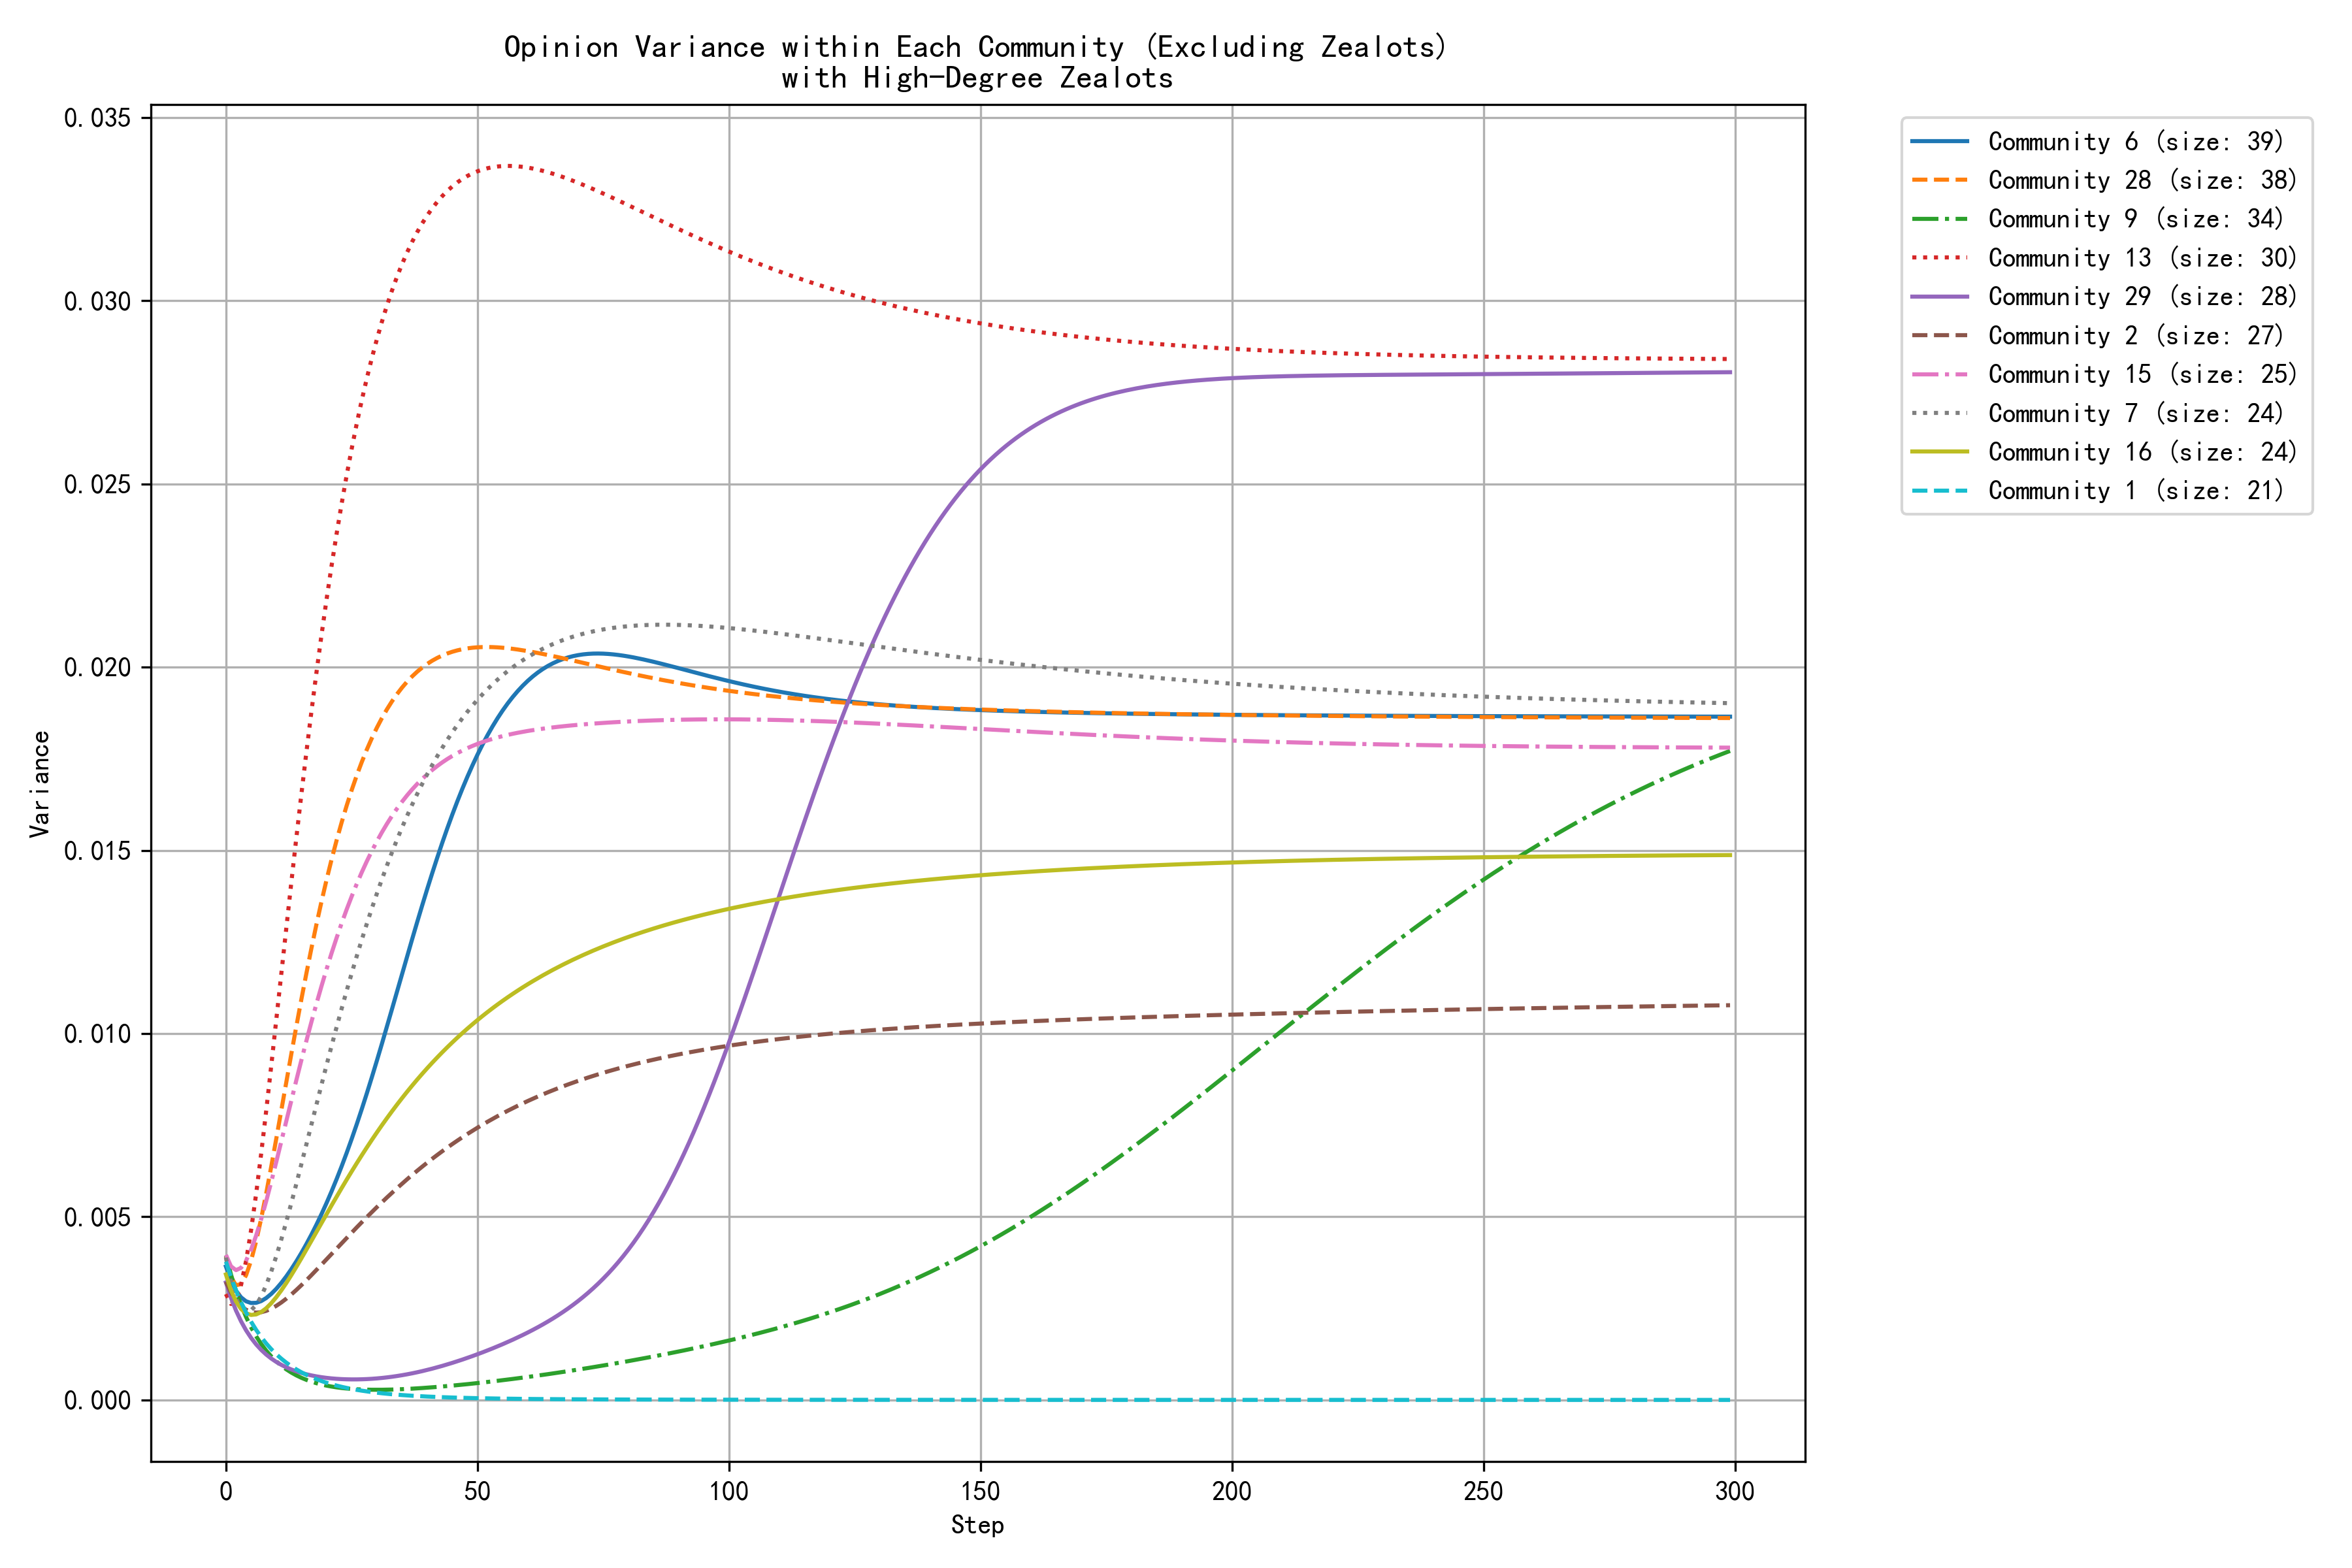 Opinion Variance within Each Community (Excluding Zealots)
with High-Degree Zealots
Variance
0.035
0.030
0.025
0.020
0.015
0.010
0.005
0.000
0 50 100 150 200 250 300
Step
Community 6 (size: 39)
Community 28 (size: 38)
Community 9 (size: 34)
Community 13 (size: 30)
Community 29 (size: 28)
Community 2 (size: 27)
Community 15 (size: 25)
Community 7 (size: 24)
Community 16 (size: 24)
Community 1 (size: 21)